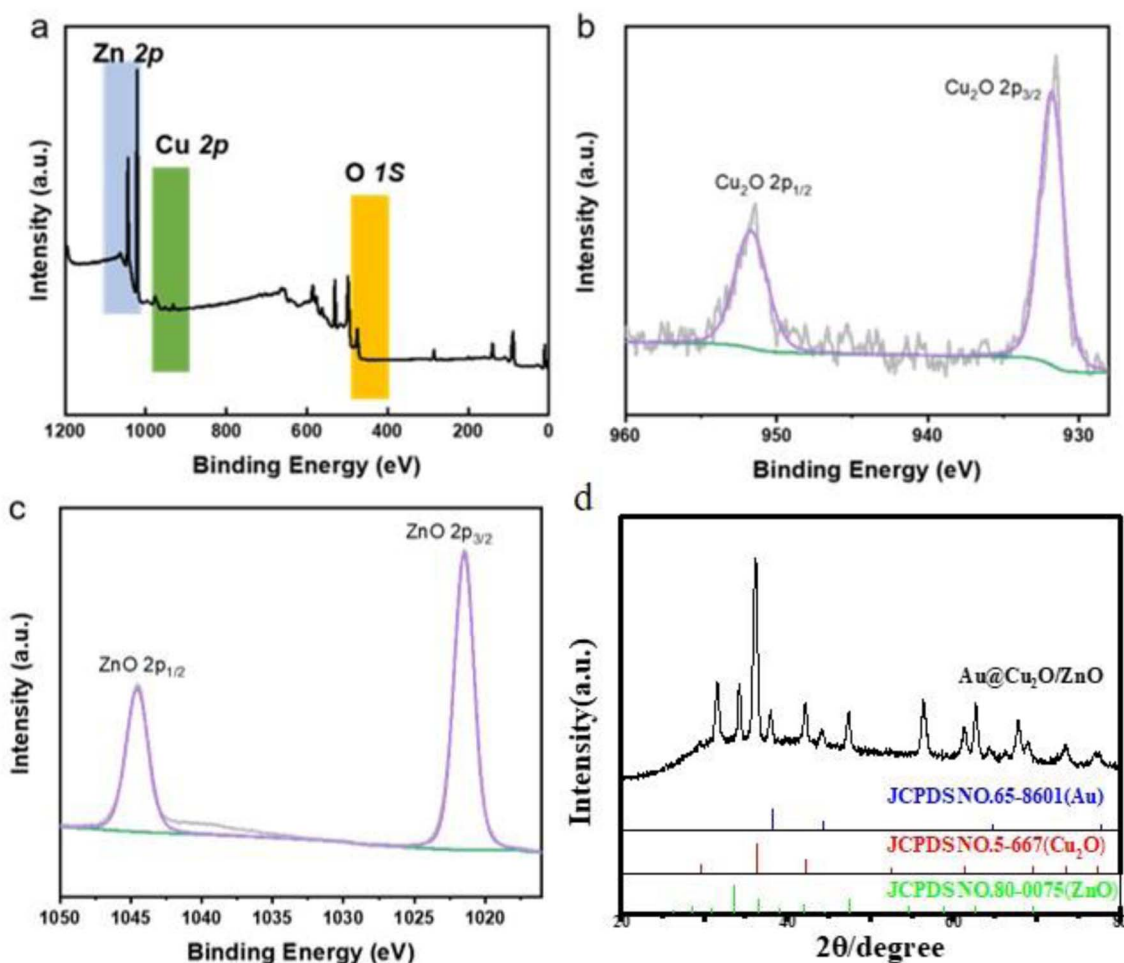 a
Zn 2p
Cu 2p
O 1S
Intensity (a.u.)
1200 1000 800 600 400 200 0
Binding Energy (eV)
b
Cu₂O 2p₃/₂
Cu₂O 2p₁/₂
Intensity (a.u.)
960 950 940 930
Binding Energy (eV)
c
ZnO 2p₃/₂
ZnO 2p₁/₂
Intensity (a.u.)
1050 1045 1040 1035 1030 1025 1020
Binding Energy (eV)
d
Au@Cu₂O/ZnO
JCPDS NO.65-8601(Au)
JCPDS NO.5-667(Cu₂O)
JCPDS NO.80-0075(ZnO)
Intensity(a.u.)
20 40 60 80
2θ/degree